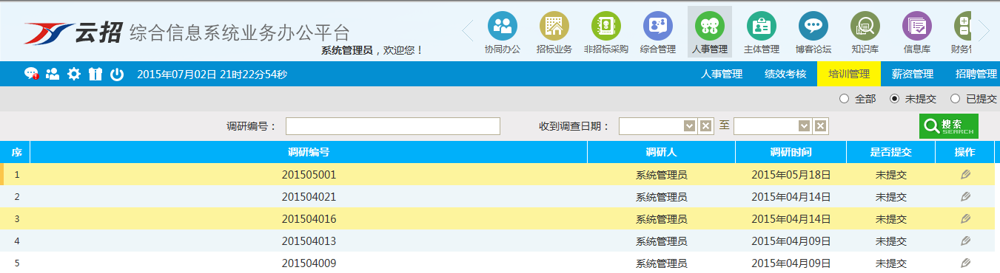 云招 综合信息系统业务办公平台
系统管理员，欢迎您！
协同办公 招标业务 非招标采购 综合管理 人事管理 主体管理 博客论坛 知识库 信息库 财务
2015年07月02日 21时22分54秒 人事管理 绩效考核 培训管理 薪资管理 招聘管理
全部 未提交 已提交
调研编号： 收到调查日期： 至 搜索
SEARCH
序 调研编号 调研人 调研时间 是否提交 操作
1 201505001 系统管理员 2015年05月18日 未提交
2 201504021 系统管理员 2015年04月14日 未提交
3 201504016 系统管理员 2015年04月14日 未提交
4 201504013 系统管理员 2015年04月09日 未提交
5 201504009 系统管理员 2015年04月09日 未提交